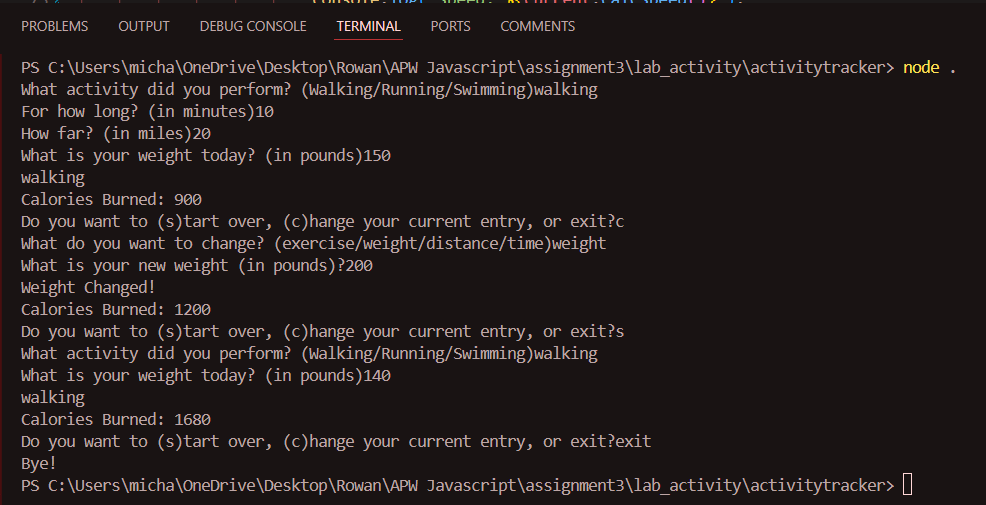 PROBLEMS OUTPUT DEBUG CONSOLE TERMINAL PORTS COMMENTS
PS C:\Users\micha\OneDrive\Desktop\Rowan\APW Javascript\assignment3\lab_activity\activitytracker> node .
What activity did you perform? (Walking/Running/Swimming)walking
For how long? (in minutes)10
How far? (in miles)20
What is your weight today? (in pounds)150
walking
Calories Burned: 900
Do you want to (s)tart over, (c)hange your current entry, or exit?c
What do you want to change? (exercise/weight/distance/time)weight
What is your new weight (in pounds)?200
Weight Changed!
Calories Burned: 1200
Do you want to (s)tart over, (c)hange your current entry, or exit?s
What activity did you perform? (Walking/Running/Swimming)walking
What is your weight today? (in pounds)140
walking
Calories Burned: 1680
Do you want to (s)tart over, (c)hange your current entry, or exit?exit
Bye!
PS C:\Users\micha\OneDrive\Desktop\Rowan\APW Javascript\assignment3\lab_activity\activitytracker>